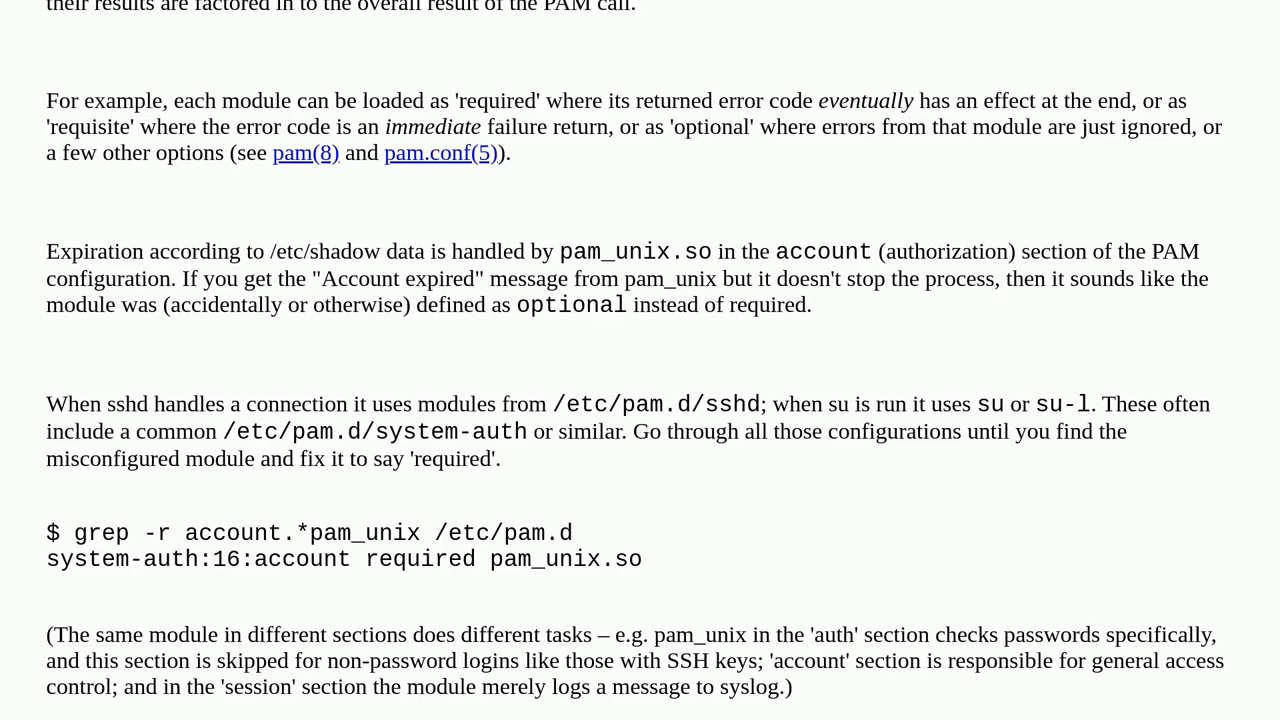 their results are factored in to the overall result of the PAM call.
For example, each module can be loaded as 'required' where its returned error code eventually has an effect at the end, or as
'requisite' where the error code is an immediate failure return, or as 'optional' where errors from that module are just ignored, or
a few other options (see pam(8) and pam.conf(5)).
Expiration according to /etc/shadow data is handled by pam_unix.so in the account (authorization) section of the PAM
configuration. If you get the "Account expired" message from pam_unix but it doesn't stop the process, then it sounds like the
module was (accidentally or otherwise) defined as optional instead of required.
When sshd handles a connection it uses modules from /etc/pam.d/sshd; when su is run it uses su or su-l. These often
include a common /etc/pam.d/system-auth or similar. Go through all those configurations until you find the
misconfigured module and fix it to say 'required'.
$ grep -r account.*pam_unix /etc/pam.d
system-auth:16:account required pam_unix.so
(The same module in different sections does different tasks – e.g. pam_unix in the 'auth' section checks passwords specifically,
and this section is skipped for non-password logins like those with SSH keys; 'account' section is responsible for general access
control; and in the 'session' section the module merely logs a message to syslog.)